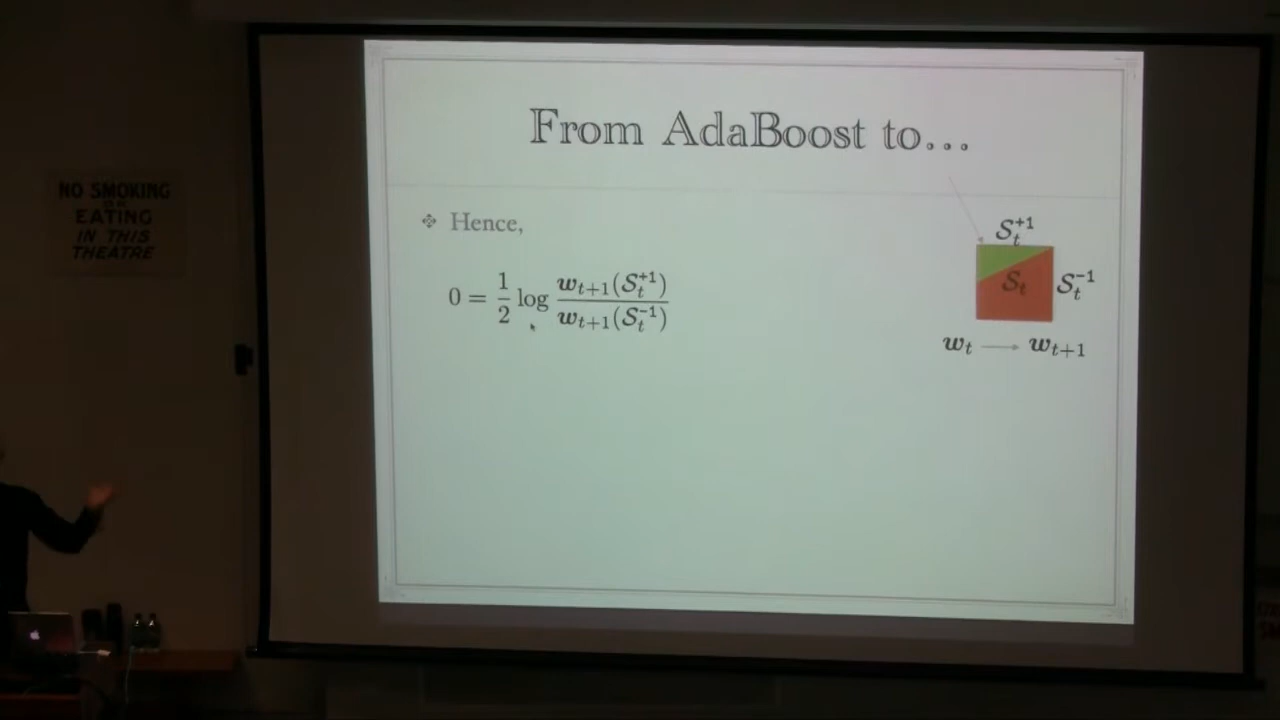 From AdaBoost to...
Hence,
0 = 1/2 log w_{t+1}(S_t^{+1}) / w_{t+1}(S_t^{-1})
S_t^{+1}
S_t
S_t^{-1}
w_t → w_{t+1}
NO SMOKING
EATING
IN THIS
THEATRE